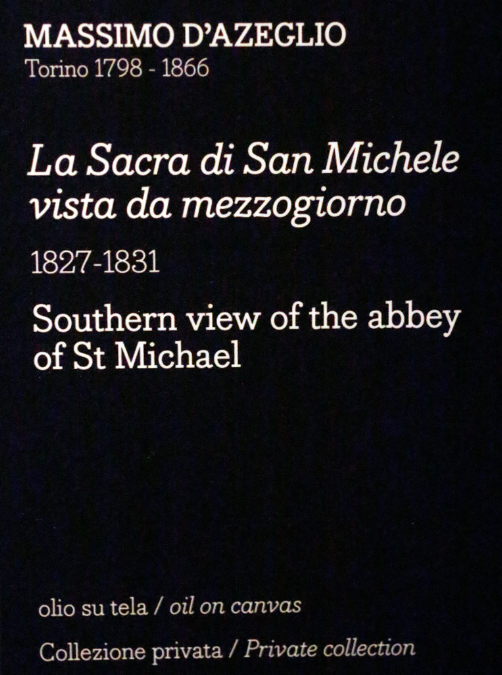 MASSIMO D'AZEGLIO
Torino 1798 - 1866
La Sacra di San Michele
vista da mezzogiorno
1827-1831
Southern view of the abbey
of St Michael
olio su tela / oil on canvas
Collezione privata / Private collection